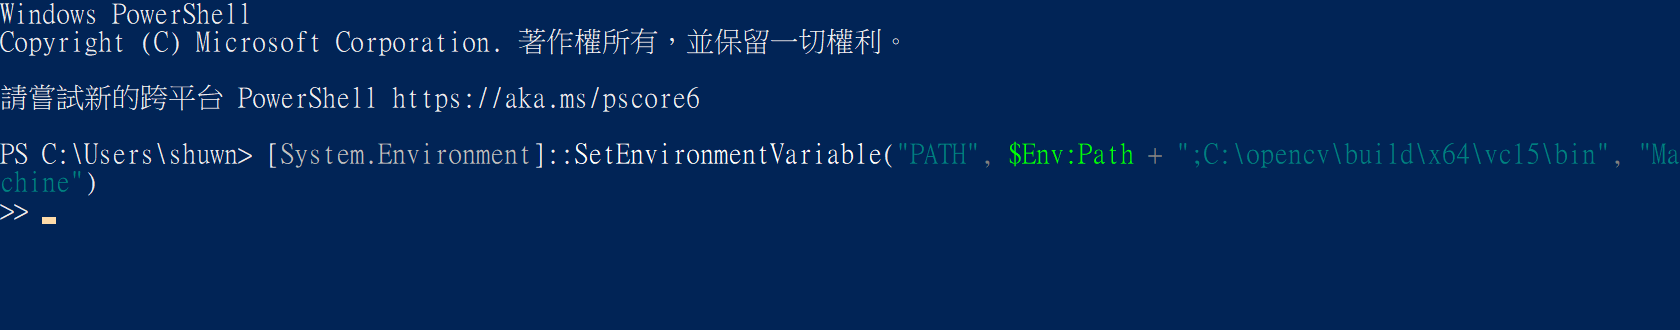 Windows PowerShell
Copyright (C) Microsoft Corporation. 著作權所有，並保留一切權利。
請嘗試新的跨平台 PowerShell https://aka.ms/pscore6
PS C:\Users\shuwn> [System.Environment]::SetEnvironmentVariable("PATH", $Env:Path + ";C:\opencv\build\x64\vc15\bin", "Ma
chine")
>>